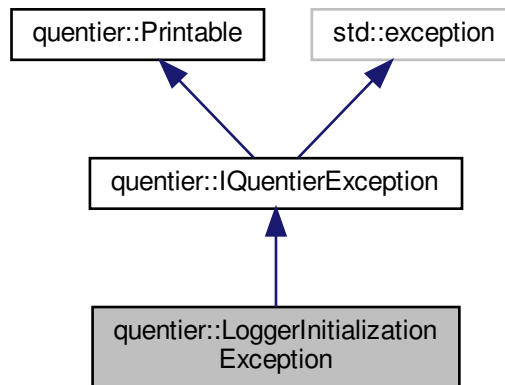 quentier::Printable
std::exception
quentier::IQuentierException
quentier::LoggerInitialization
Exception